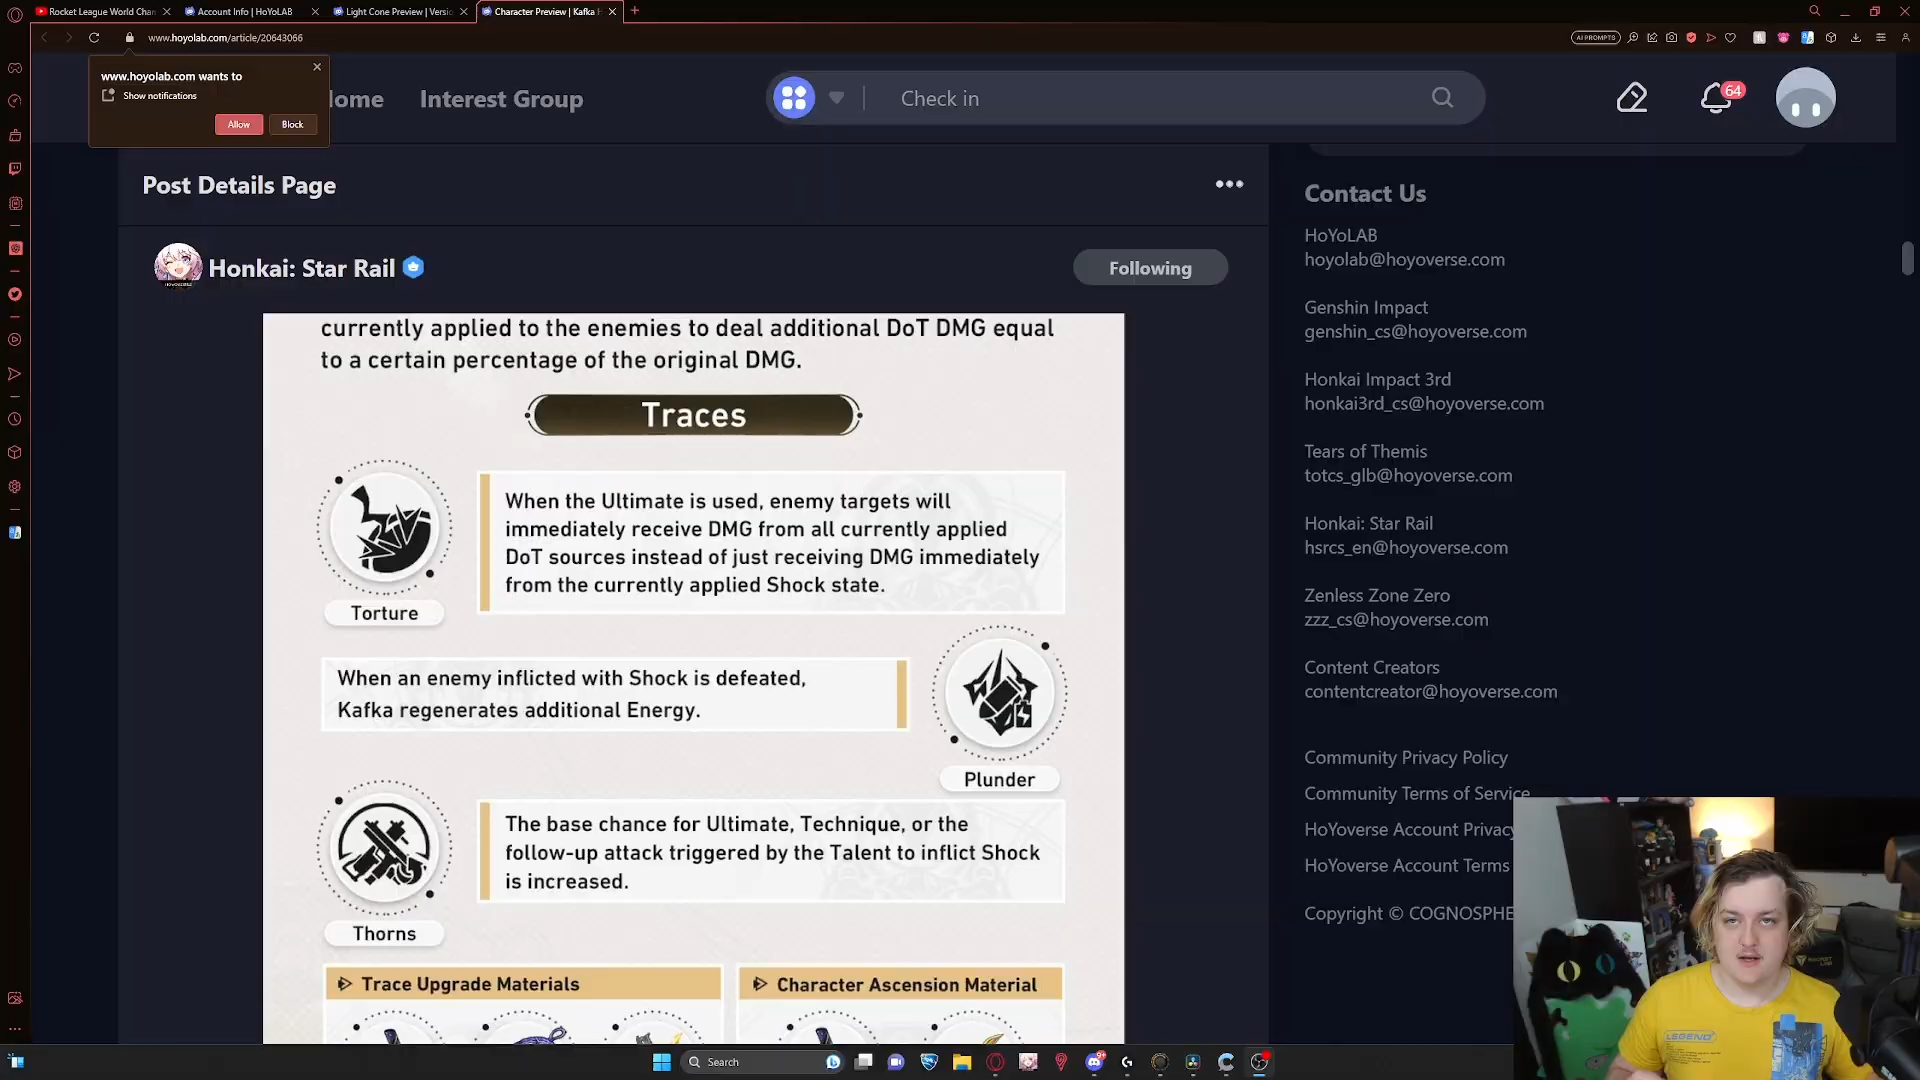 Rocket League World Chan
Account Info | HoYoLAB
Light Cone Preview | Versio
Character Preview | Kafka H
www.hoyolab.com/article/20643066
AI PROMPTS
www.hoyolab.com wants to
Show notifications
Allow
Block
Home
Interest Group
Check in
64
Post Details Page
Honkai: Star Rail
Following
currently applied to the enemies to deal additional DoT DMG equal
to a certain percentage of the original DMG.
Traces
When the Ultimate is used, enemy targets will
immediately receive DMG from all currently applied
DoT sources instead of just receiving DMG immediately
from the currently applied Shock state.
Torture
When an enemy inflicted with Shock is defeated,
Kafka regenerates additional Energy.
Plunder
The base chance for Ultimate, Technique, or the
follow-up attack triggered by the Talent to inflict Shock
is increased.
Thorns
Trace Upgrade Materials
Character Ascension Material
Contact Us
HoYoLAB
hoyolab@hoyoverse.com
Genshin Impact
genshin_cs@hoyoverse.com
Honkai Impact 3rd
honkai3rd_cs@hoyoverse.com
Tears of Themis
totcs_glb@hoyoverse.com
Honkai: Star Rail
hsrcs_en@hoyoverse.com
Zenless Zone Zero
zzz_cs@hoyoverse.com
Content Creators
contentcreator@hoyoverse.com
Community Privacy Policy
Community Terms of Service
HoYoverse Account Privacy
HoYoverse Account Terms
Copyright © COGNOSPHE
LEGEND
Search